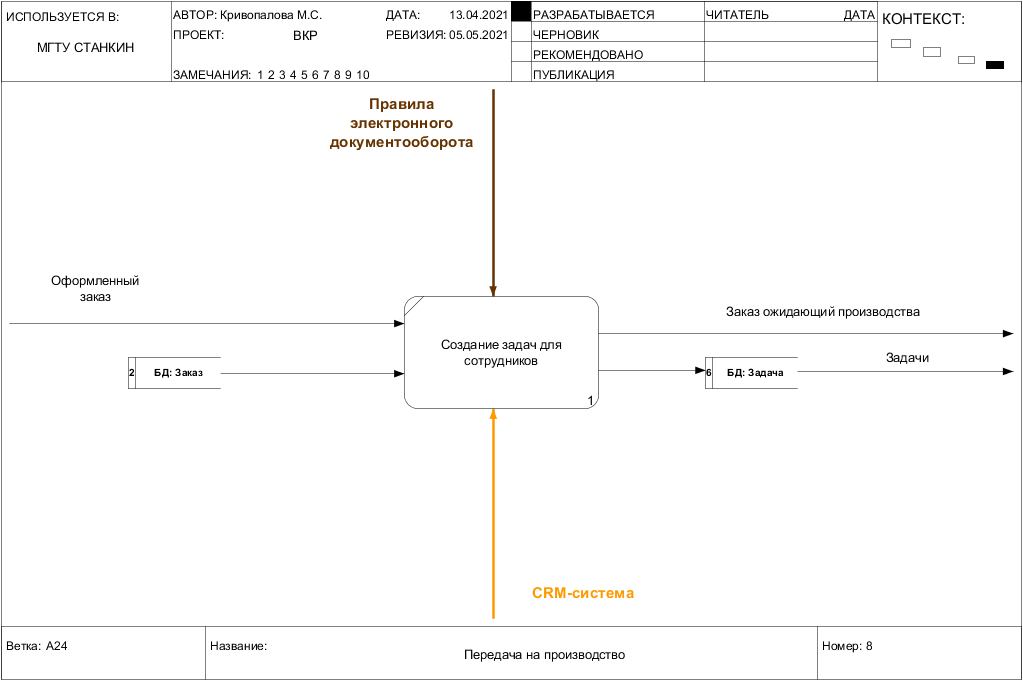 ИСПОЛЬЗУЕТСЯ В:
МГТУ СТАНКИН
АВТОР: Кривопалова М.С.
ДАТА: 13.04.2021
ПРОЕКТ: ВКР
РЕВИЗИЯ: 05.05.2021
ЗАМЕЧАНИЯ: 1 2 3 4 5 6 7 8 9 10
РАЗРАБАТЫВАЕТСЯ
ЧЕРНОВИК
РЕКОМЕНДОВАНО
ПУБЛИКАЦИЯ
ЧИТАТЕЛЬ ДАТА
КОНТЕКСТ:
Правила
электронного
документооборота
Оформленный
заказ
2 БД: Заказ
Создание задач для
сотрудников
1
Заказ ожидающий производства
6 БД: Задача
Задачи
CRM-система
Ветка: A24
Название:
Передача на производство
Номер: 8